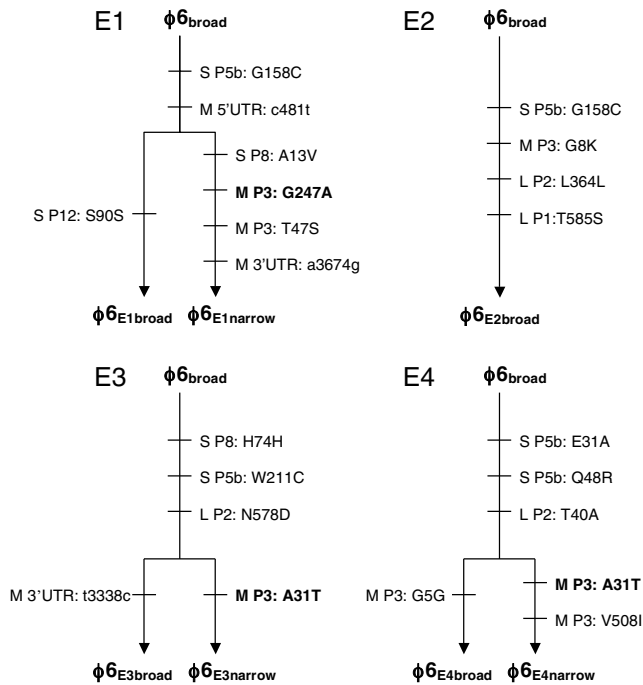 E1
ϕ6broad
S P5b: G158C
M 5'UTR: c481t
S P8: A13V
M P3: G247A
S P12: S90S
M P3: T47S
M 3'UTR: a3674g
ϕ6E1broad
ϕ6E1narrow
E2
ϕ6broad
S P5b: G158C
M P3: G8K
L P2: L364L
L P1:T585S
ϕ6E2broad
E3
ϕ6broad
S P8: H74H
S P5b: W211C
L P2: N578D
M 3'UTR: t3338c
M P3: A31T
ϕ6E3broad
ϕ6E3narrow
E4
ϕ6broad
S P5b: E31A
S P5b: Q48R
L P2: T40A
M P3: G5G
M P3: A31T
M P3: V508I
ϕ6E4broad
ϕ6E4narrow